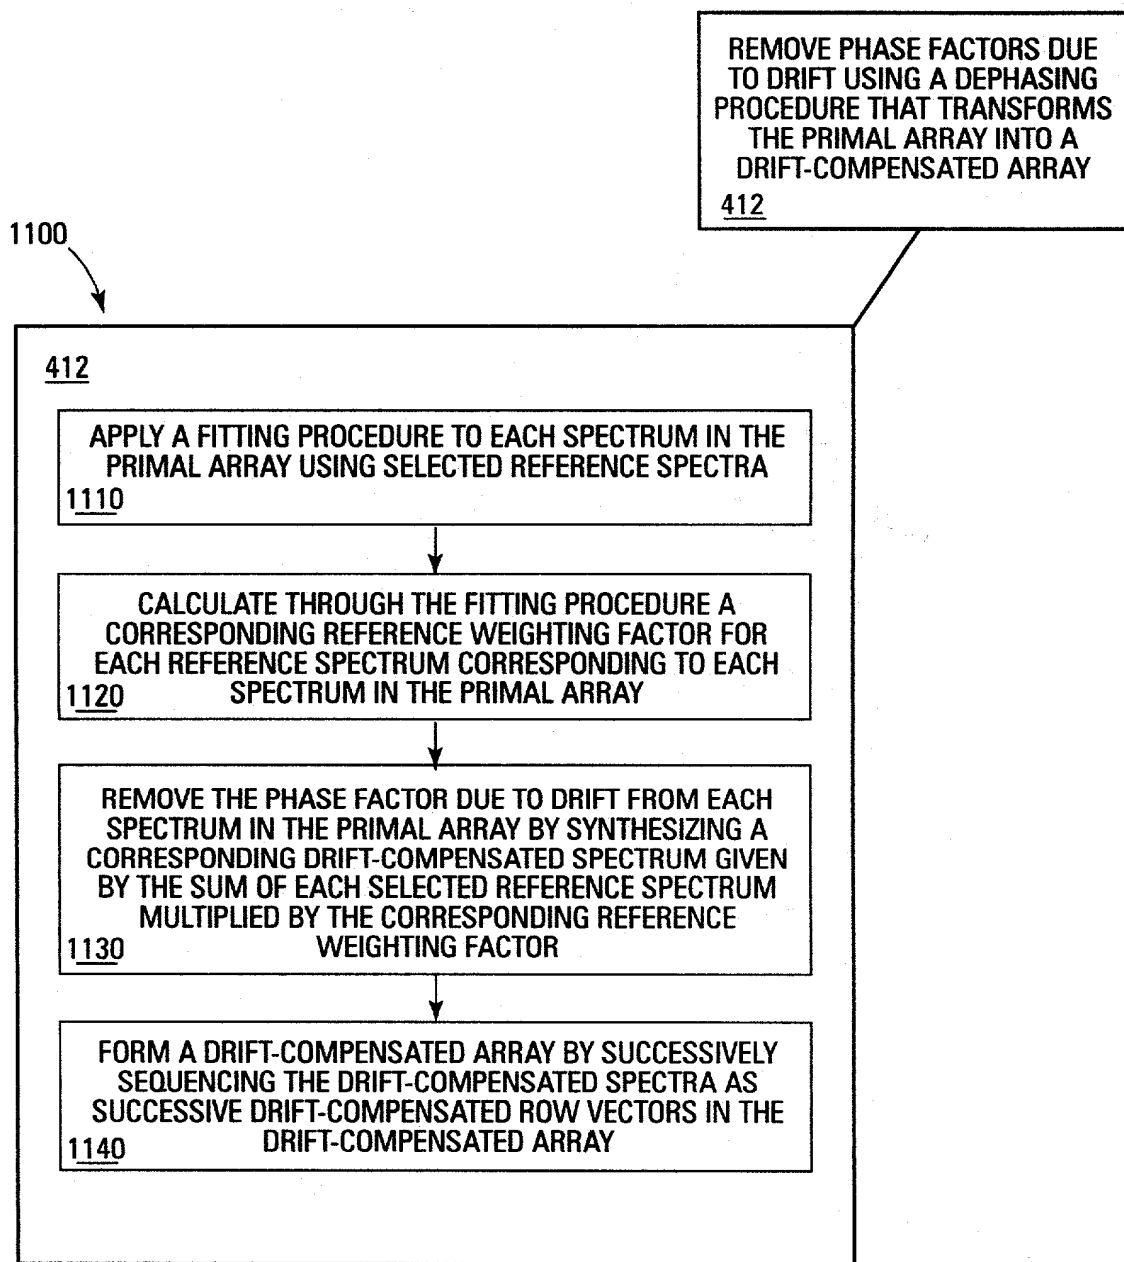 REMOVE PHASE FACTORS DUE
TO DRIFT USING A DEPHASING
PROCEDURE THAT TRANSFORMS
THE PRIMAL ARRAY INTO A
DRIFT-COMPENSATED ARRAY
412
1100
412
APPLY A FITTING PROCEDURE TO EACH SPECTRUM IN THE
PRIMAL ARRAY USING SELECTED REFERENCE SPECTRA
1110
CALCULATE THROUGH THE FITTING PROCEDURE A
CORRESPONDING REFERENCE WEIGHTING FACTOR FOR
EACH REFERENCE SPECTRUM CORRESPONDING TO EACH
SPECTRUM IN THE PRIMAL ARRAY
1120
REMOVE THE PHASE FACTOR DUE TO DRIFT FROM EACH
SPECTRUM IN THE PRIMAL ARRAY BY SYNTHESIZING A
CORRESPONDING DRIFT-COMPENSATED SPECTRUM GIVEN
BY THE SUM OF EACH SELECTED REFERENCE SPECTRUM
MULTIPLIED BY THE CORRESPONDING REFERENCE
WEIGHTING FACTOR
1130
FORM A DRIFT-COMPENSATED ARRAY BY SUCCESSIVELY
SEQUENCING THE DRIFT-COMPENSATED SPECTRA AS
SUCCESSIVE DRIFT-COMPENSATED ROW VECTORS IN THE
DRIFT-COMPENSATED ARRAY
1140